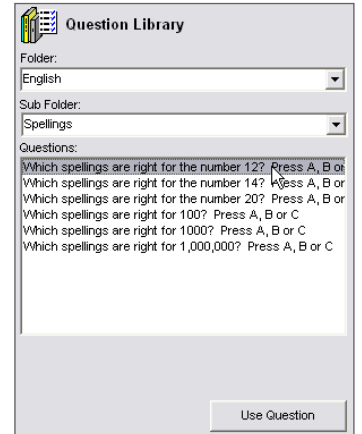 Question Library
Folder:
English
Sub Folder:
Spellings
Questions:
Which spellings are right for the number 12? Press A, B or
Which spellings are right for the number 14? Press A, B or
Which spellings are right for the number 20? Press A, B or
Which spellings are right for 100? Press A, B or C
Which spellings are right for 1000? Press A, B or C
Which spellings are right for 1,000,000? Press A, B or C
Use Question